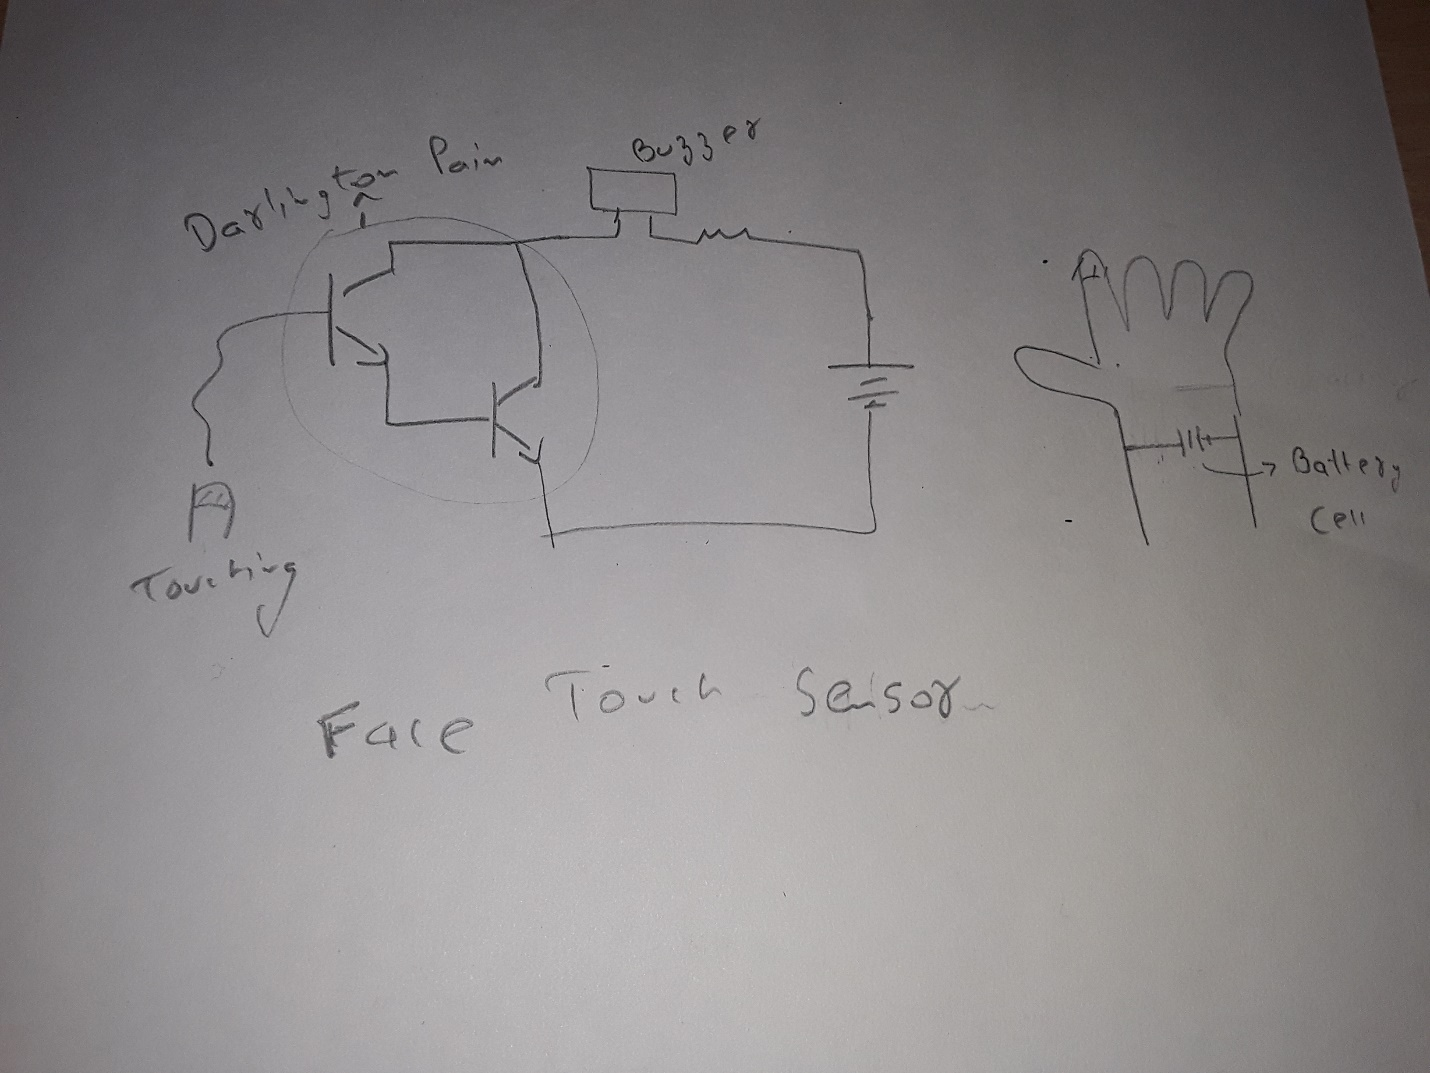 Darlington Pair
Buzzer
Battery
Cell
Touching
Face Touch Sensor